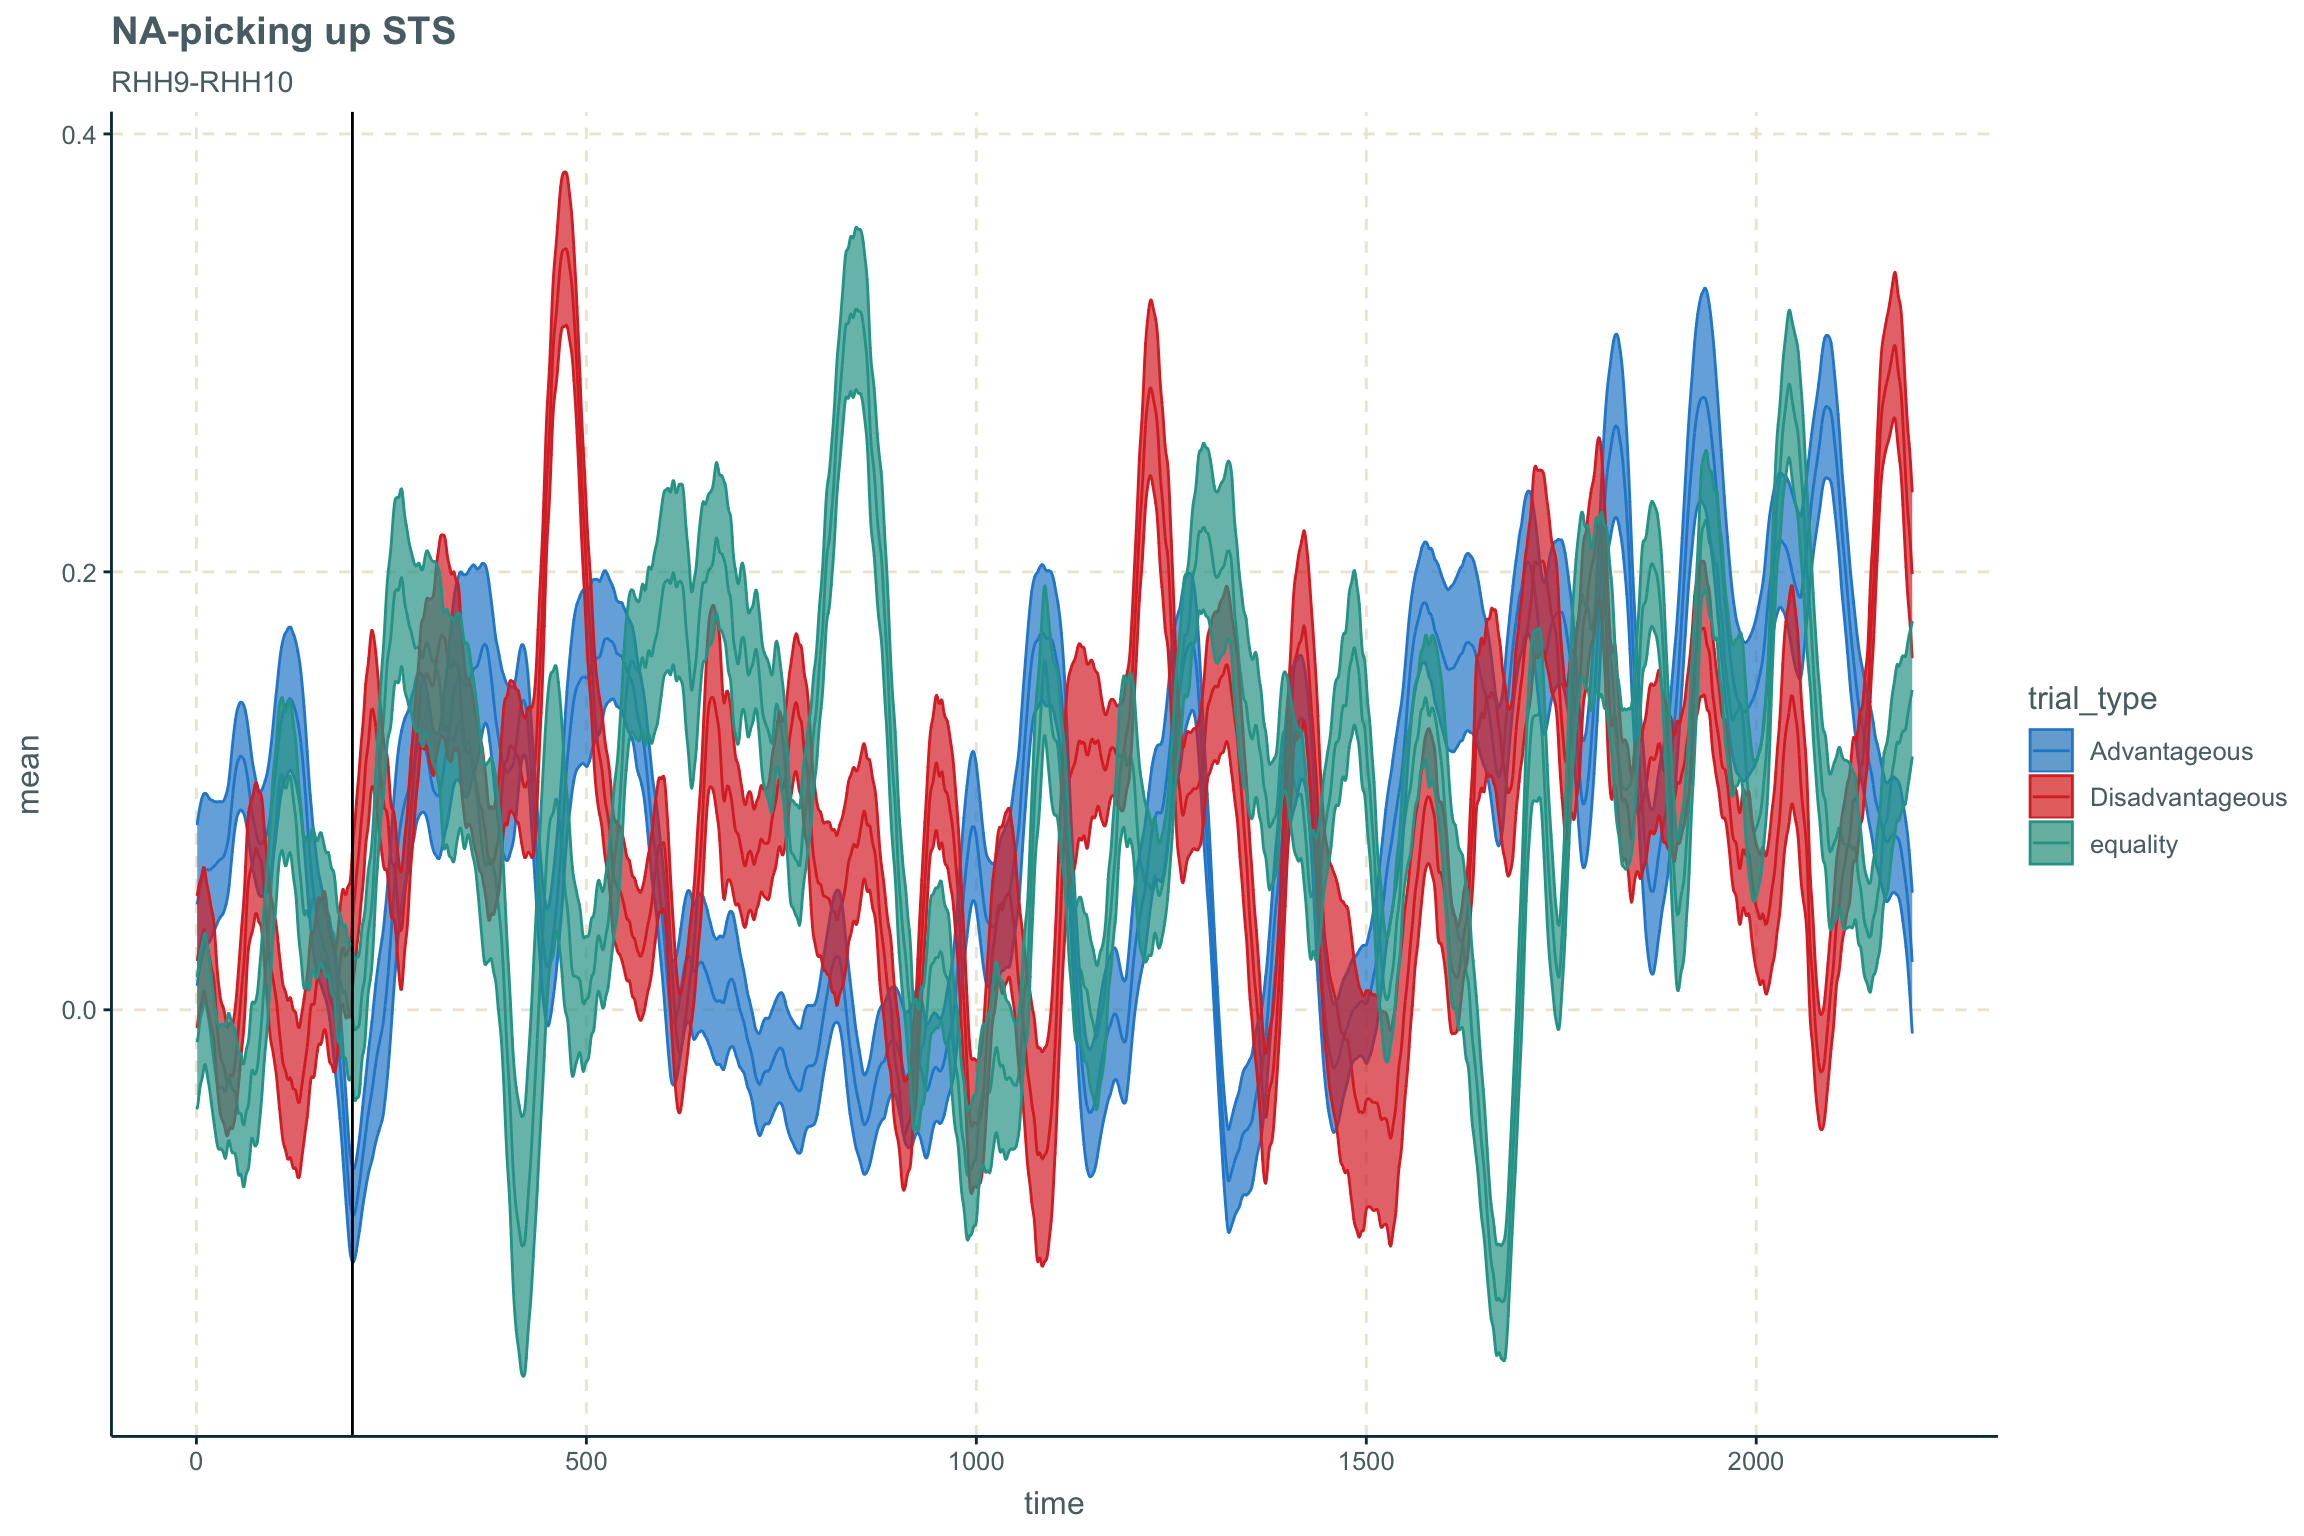 NA-picking up STS
RHH9-RHH10
0.4
0.2
0.0
mean
0
500
1000
1500
2000
time
trial_type
Advantageous
Disadvantageous
equality